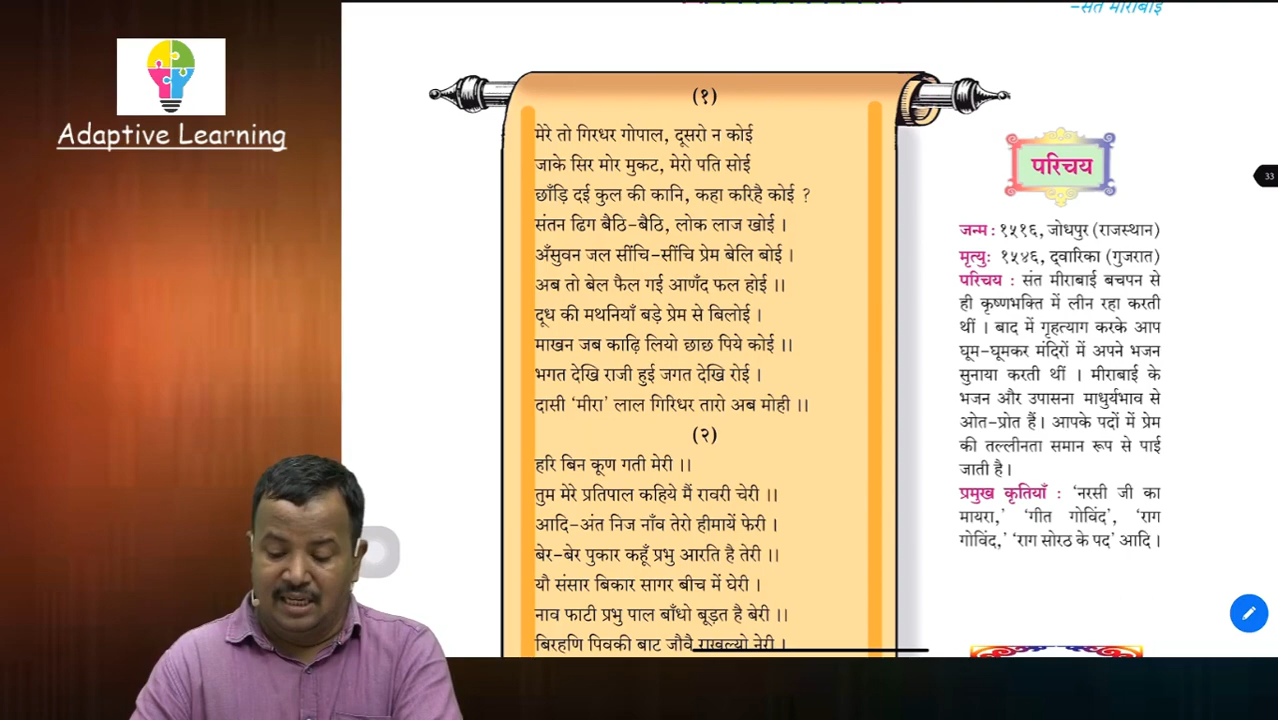 -संत मीराबाई
Adaptive Learning
(१)
मेरे तो गिरधर गोपाल, दूसरो न कोई
जाके सिर मोर मुकट, मेरो पति सोई
छाँड़ि दई कुल की कानि, कहा करिहै कोई ?
संतन ढिग बैठि-बैठि, लोक लाज खोई ।
अँसुवन जल सींचि-सींचि प्रेम बेलि बोई ।
अब तो बेल फैल गई आणँद फल होई ।।
दूध की मथनियाँ बड़े प्रेम से बिलोई ।
माखन जब काढ़ि लियो छाछ पिये कोई ।।
भगत देखि राजी हुई जगत देखि रोई ।
दासी ‘मीरा’ लाल गिरिधर तारो अब मोही ।।
(२)
हरि बिन कूण गती मेरी ।।
तुम मेरे प्रतिपाल कहिये मैं रावरी चेरी ।।
आदि-अंत निज नाँव तेरो हीमायें फेरी ।
बेर-बेर पुकार कहूँ प्रभु आरति है तेरी ।।
यौ संसार बिकार सागर बीच में घेरी ।
नाव फाटी प्रभु पाल बाँधो बूड़त है बेरी ।।
बिरहणि पिवकी बाट जौवै राखल्यो नेरी ।
परिचय
जन्म : १५१६, जोधपुर (राजस्थान)
मृत्यु: १५४६, द्वारिका (गुजरात)
परिचय : संत मीराबाई बचपन से
ही कृष्णभक्ति में लीन रहा करती
थीं । बाद में गृहत्याग करके आप
घूम-घूमकर मंदिरों में अपने भजन
सुनाया करती थीं । मीराबाई के
भजन और उपासना माधुर्यभाव से
ओत-प्रोत हैं। आपके पदों में प्रेम
की तल्लीनता समान रूप से पाई
जाती है।
प्रमुख कृतियाँ : ‘नरसी जी का
मायरा,’ ‘गीत गोविंद’, ‘राग
गोविंद,’ ‘राग सोरठ के पद’ आदि ।
33